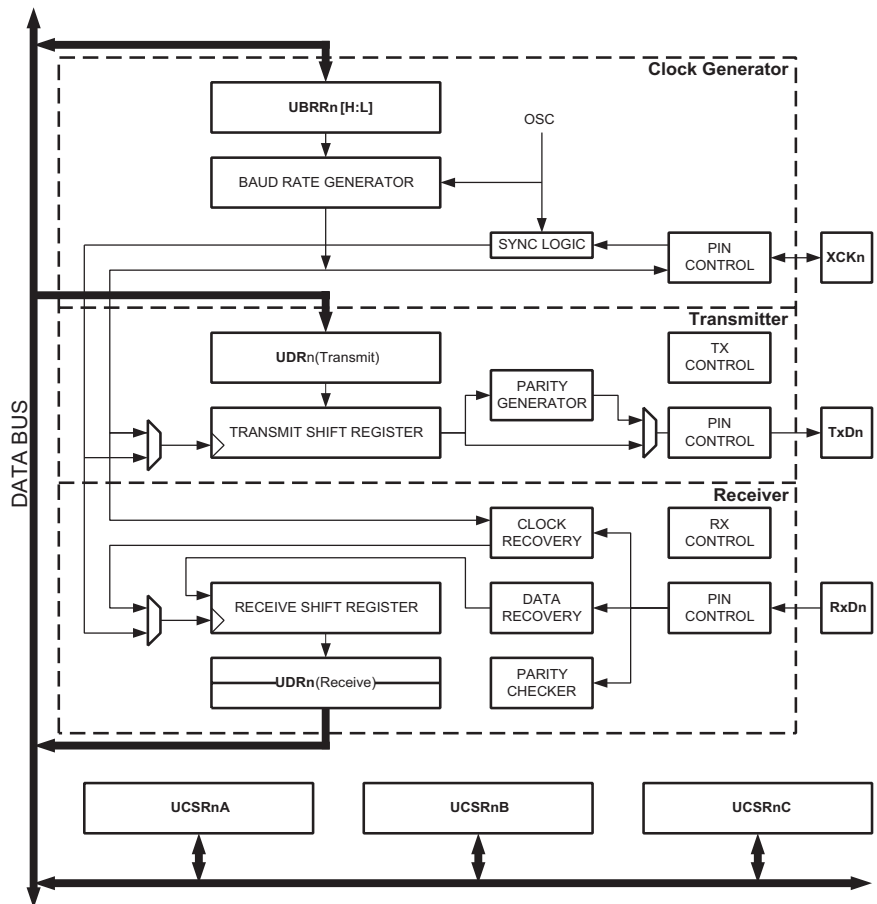 Clock Generator
UBRRn [H:L]
OSC
BAUD RATE GENERATOR
SYNC LOGIC
PIN
CONTROL
XCKn
Transmitter
UDRn(Transmit)
TX
CONTROL
PARITY
GENERATOR
TRANSMIT SHIFT REGISTER
PIN
CONTROL
TxDn
DATA BUS
Receiver
CLOCK
RECOVERY
RX
CONTROL
RECEIVE SHIFT REGISTER
DATA
RECOVERY
PIN
CONTROL
RxDn
UDRn(Receive)
PARITY
CHECKER
UCSRnA
UCSRnB
UCSRnC